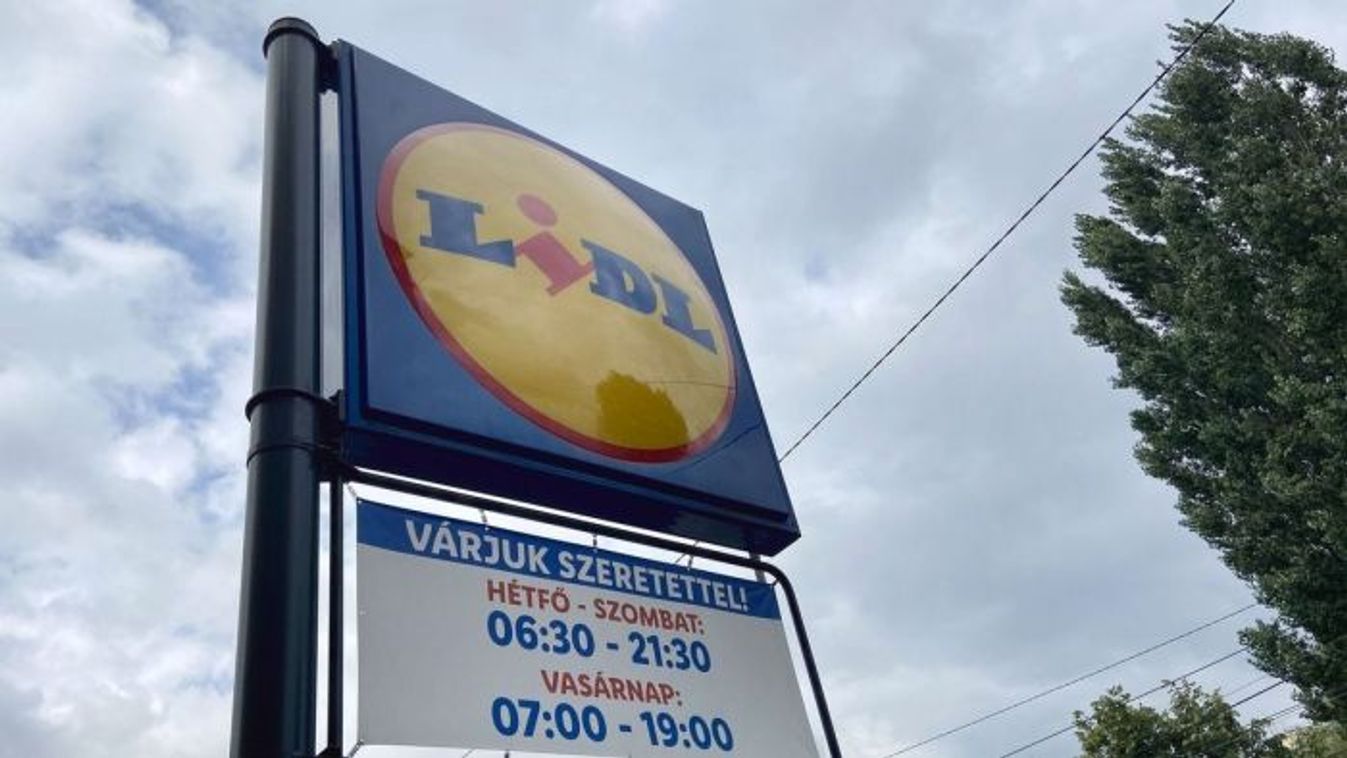 LiDL
VÁRJUK SZERETETTEL!
HÉTFŐ - SZOMBAT:
06:30 - 21:30
VASÁRNAP:
07:00 - 19:00